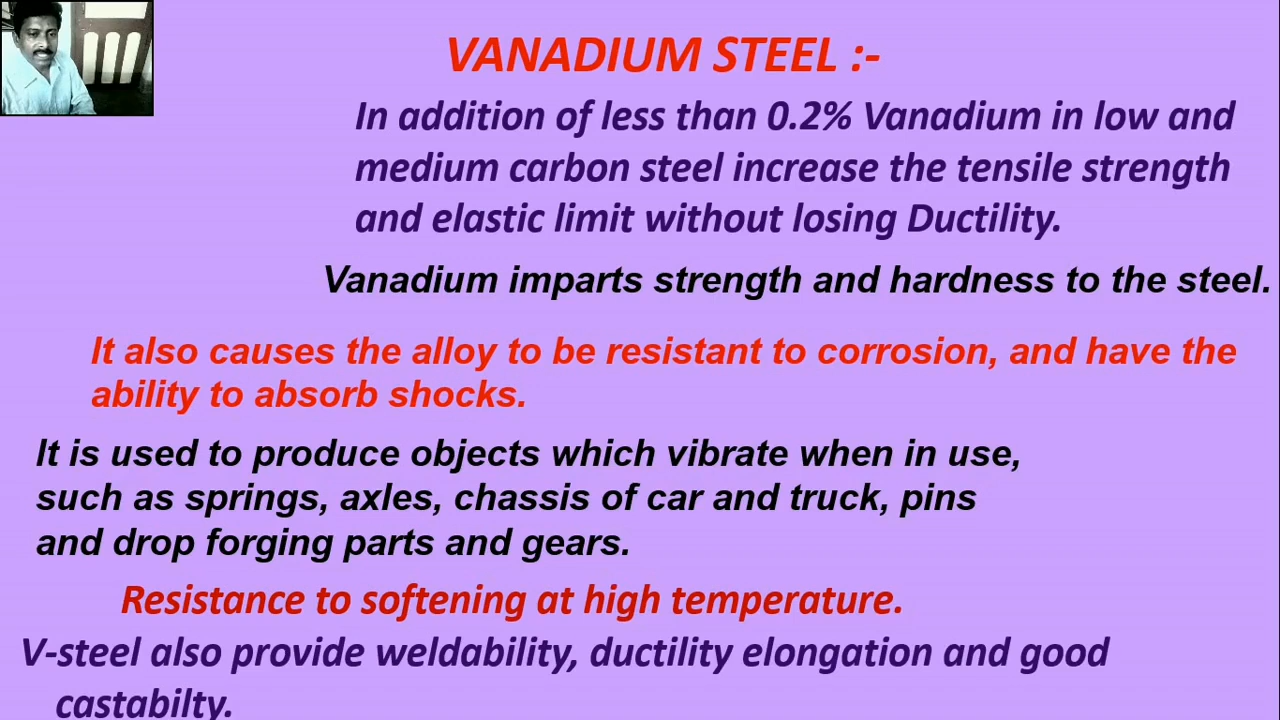 VANADIUM STEEL :-
In addition of less than 0.2% Vanadium in low and
medium carbon steel increase the tensile strength
and elastic limit without losing Ductility.
Vanadium imparts strength and hardness to the steel.
It also causes the alloy to be resistant to corrosion, and have the
ability to absorb shocks.
It is used to produce objects which vibrate when in use,
such as springs, axles, chassis of car and truck, pins
and drop forging parts and gears.
Resistance to softening at high temperature.
V-steel also provide weldability, ductility elongation and good
castabilty.